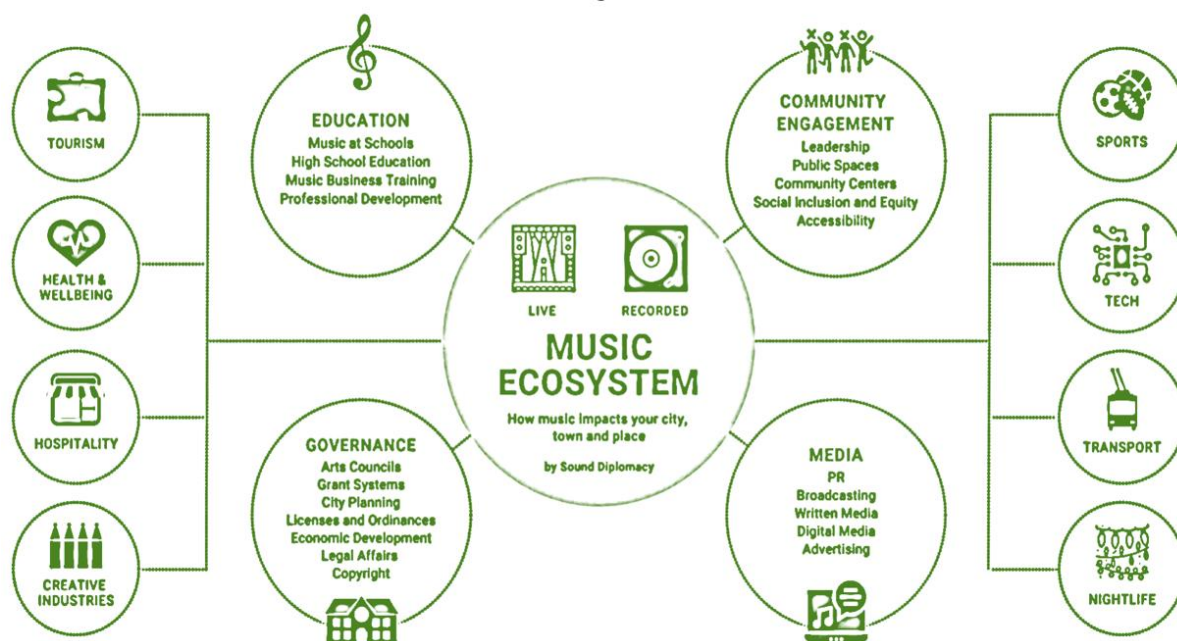 TOURISM
HEALTH &
WELLBEING
HOSPITALITY
CREATIVE
INDUSTRIES
EDUCATION
Music at Schools
High School Education
Music Business Training
Professional Development
GOVERNANCE
Arts Councils
Grant Systems
City Planning
Licenses and Ordinances
Economic Development
Legal Affairs
Copyright
LIVE
RECORDED
MUSIC
ECOSYSTEM
How music impacts your city,
town and place
by Sound Diplomacy
COMMUNITY
ENGAGEMENT
Leadership
Public Spaces
Community Centers
Social Inclusion and Equity
Accessibility
MEDIA
PR
Broadcasting
Written Media
Digital Media
Advertising
SPORTS
TECH
TRANSPORT
NIGHTLIFE